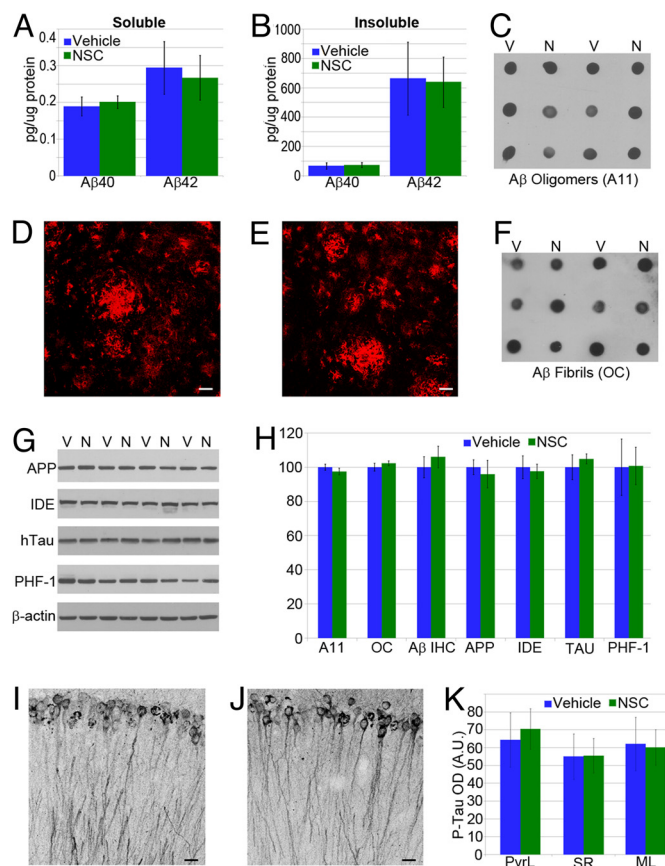 A
Soluble
Vehicle
NSC
pg/ug protein
0.4
0.3
0.2
0.1
0
Aβ40
Aβ42
B
Insoluble
Vehicle
NSC
pg/ug protein
1000
800
600
400
200
0
Aβ40
Aβ42
C
V N V N
Aβ Oligomers (A11)
D
E
F
V N V N
Aβ Fibrils (OC)
G
V N V N V N V N
APP
IDE
hTau
PHF-1
β-actin
H
Vehicle
NSC
120
100
80
60
40
20
0
A11
OC
Aβ IHC
APP
IDE
TAU
PHF-1
I
J
K
Vehicle
NSC
P-Tau OD (A.U.)
90
80
70
60
50
40
30
20
10
0
PyrL
SR
ML